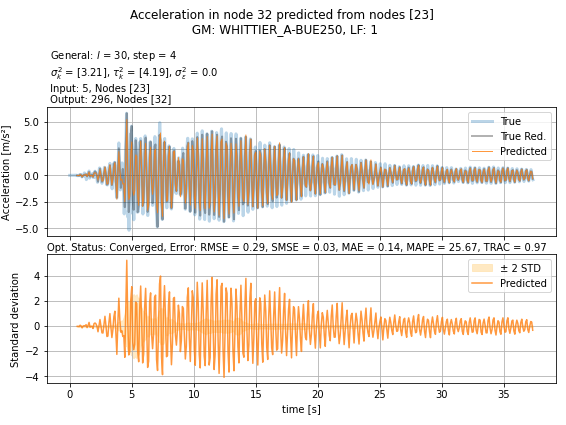 Acceleration in node 32 predicted from nodes [23]
GM: WHITTIER_A-BUE250, LF: 1
General: l = 30, step = 4
σ²ₖ = [3.21], τ²ₖ = [4.19], σ²ε = 0.0
Input: 5, Nodes [23]
Output: 296, Nodes [32]
Acceleration [m/s²]
5.0
2.5
0.0
−2.5
−5.0
True
True Red.
Predicted
Opt. Status: Converged, Error: RMSE = 0.29, SMSE = 0.03, MAE = 0.14, MAPE = 25.67, TRAC = 0.97
Standard deviation
4
2
0
−2
−4
± 2 STD
Predicted
0 5 10 15 20 25 30 35
time [s]